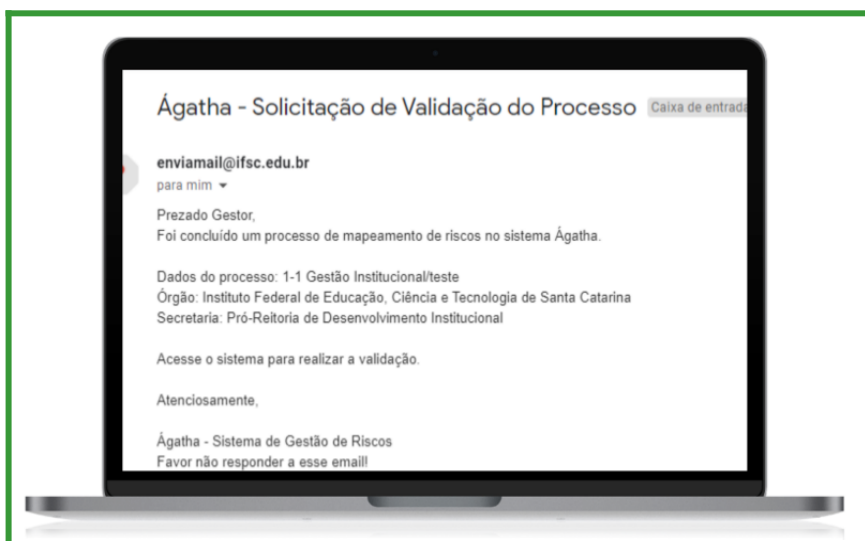 Ágatha - Solicitação de Validação do Processo Caixa de entrada
enviamail@ifsc.edu.br
para mim
Prezado Gestor,
Foi concluído um processo de mapeamento de riscos no sistema Ágatha.
Dados do processo: 1-1 Gestão Institucional/teste
Órgão: Instituto Federal de Educação, Ciência e Tecnologia de Santa Catarina
Secretaria: Pró-Reitoria de Desenvolvimento Institucional
Acesse o sistema para realizar a validação.
Atenciosamente,
Ágatha - Sistema de Gestão de Riscos
Favor não responder a esse email!